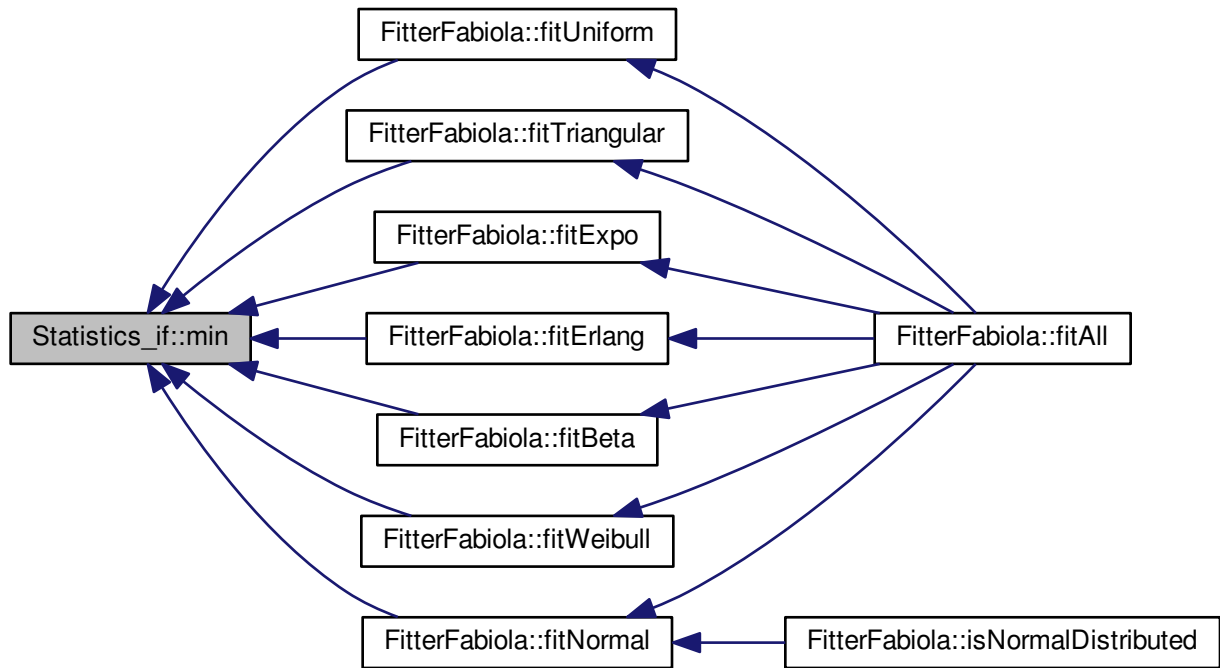 FitterFabiola::fitUniform
FitterFabiola::fitTriangular
FitterFabiola::fitExpo
Statistics_if::min
FitterFabiola::fitErlang
FitterFabiola::fitAll
FitterFabiola::fitBeta
FitterFabiola::fitWeibull
FitterFabiola::fitNormal
FitterFabiola::isNormalDistributed